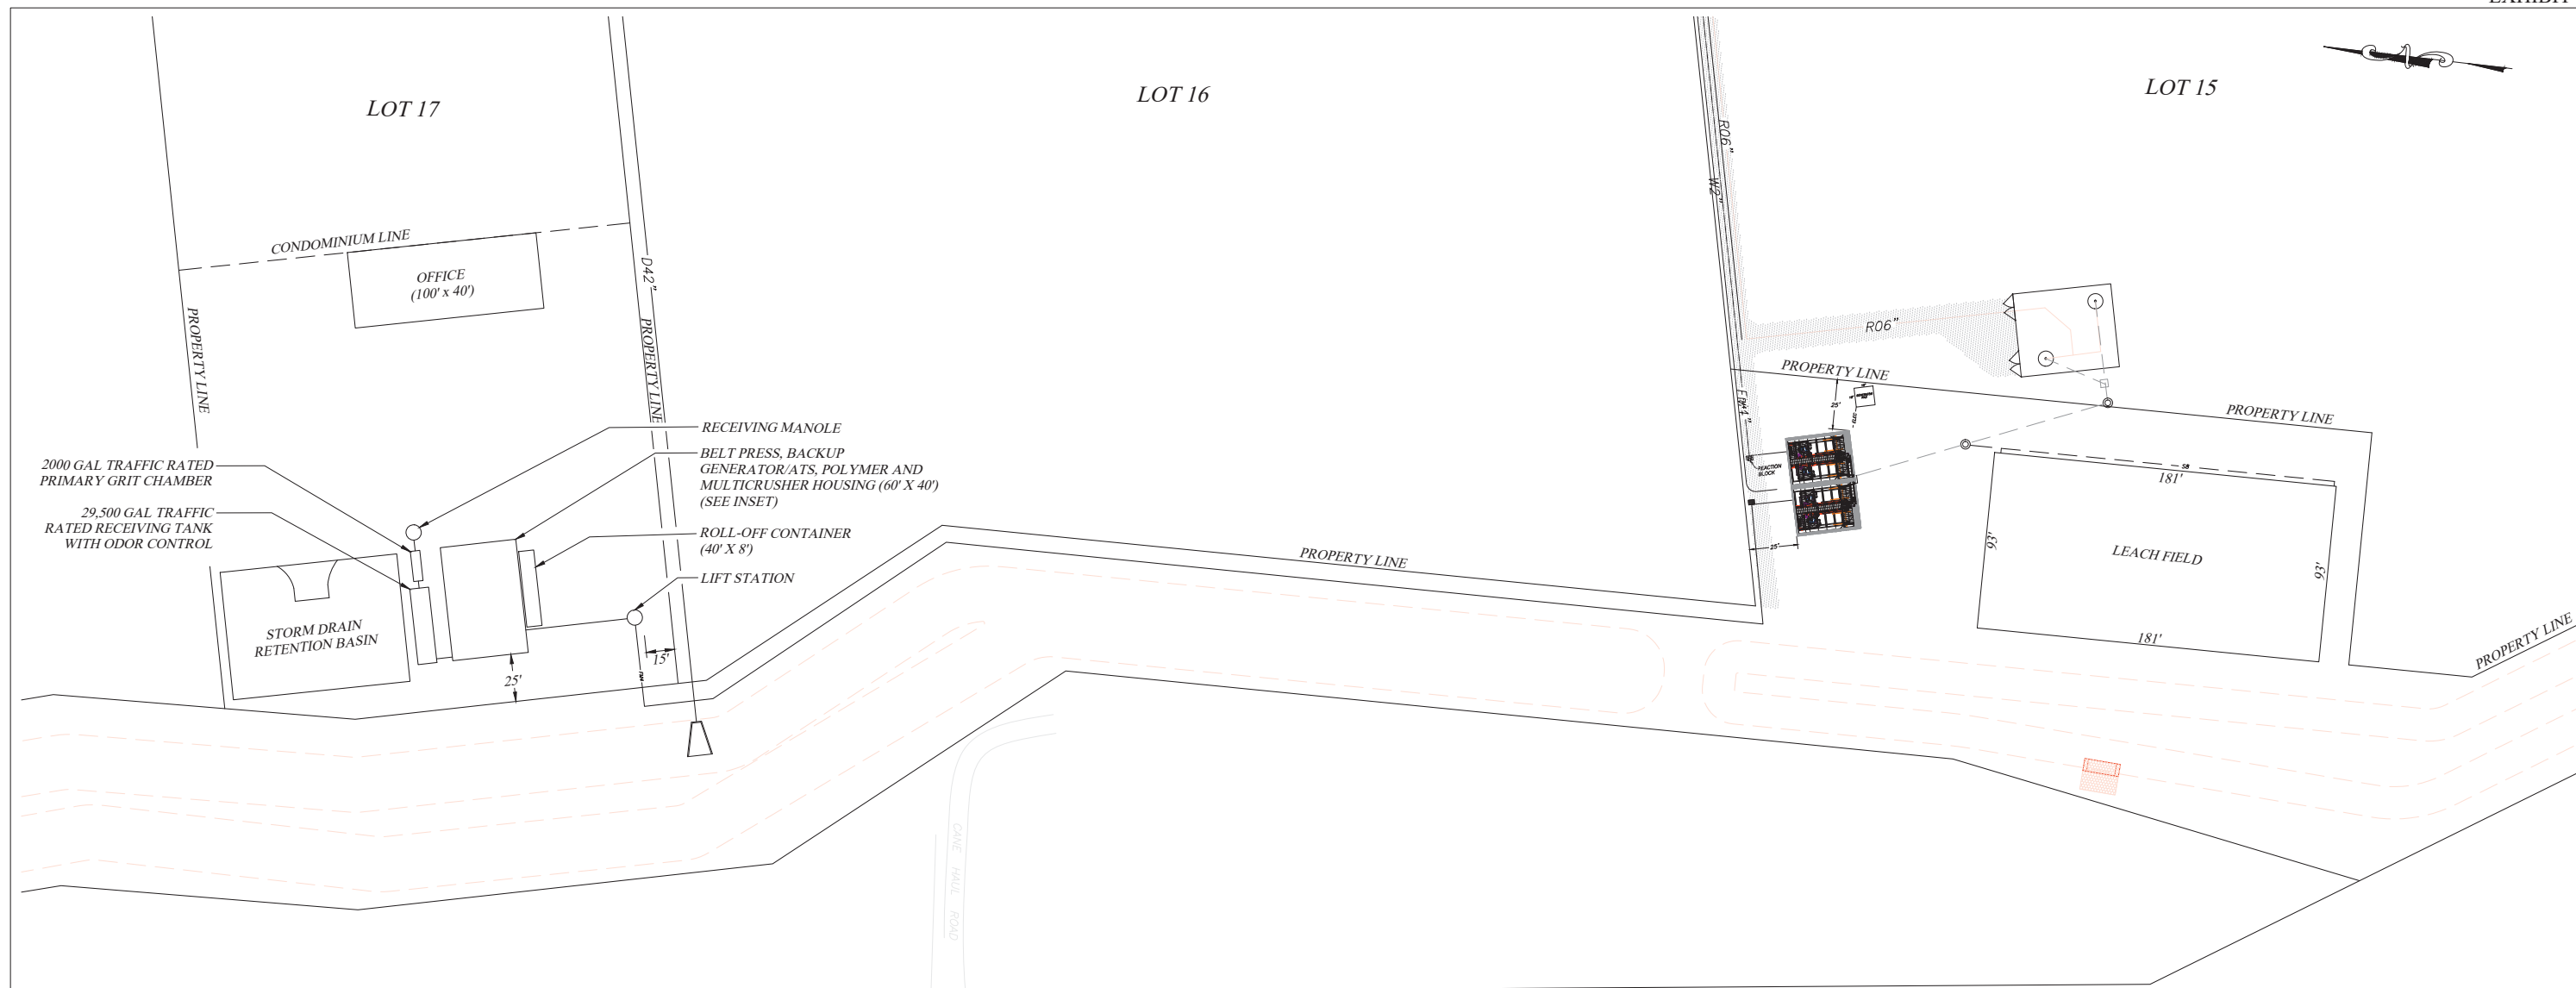 LOT 17
LOT 16
LOT 15
R06"
W2"
D42"
CONDOMINIUM LINE
OFFICE
(100' x 40')
PROPERTY LINE
PROPERTY LINE
R06"
PROPERTY LINE
PROPERTY LINE
25'
REACTION
BLOCK
25'
RECEIVING MANOLE
BELT PRESS, BACKUP
GENERATOR/ATS, POLYMER AND
MULTICRUSHER HOUSING (60' X 40')
(SEE INSET)
ROLL-OFF CONTAINER
(40' X 8')
LIFT STATION
2000 GAL TRAFFIC RATED
PRIMARY GRIT CHAMBER
29,500 GAL TRAFFIC
RATED RECEIVING TANK
WITH ODOR CONTROL
STORM DRAIN
RETENTION BASIN
15'
25'
PROPERTY LINE
181'
93'
LEACH FIELD
93'
181'
PROPERTY LINE
CANE HAUL ROAD